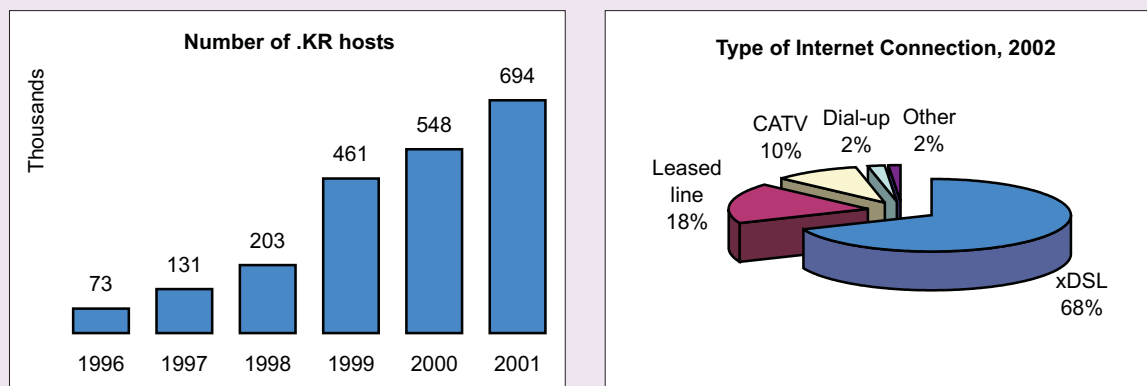 Number of .KR hosts
Thousands
73
131
203
461
548
694
1996
1997
1998
1999
2000
2001
Type of Internet Connection, 2002
Leased
line
18%
CATV
10%
Dial-up
2%
Other
2%
xDSL
68%